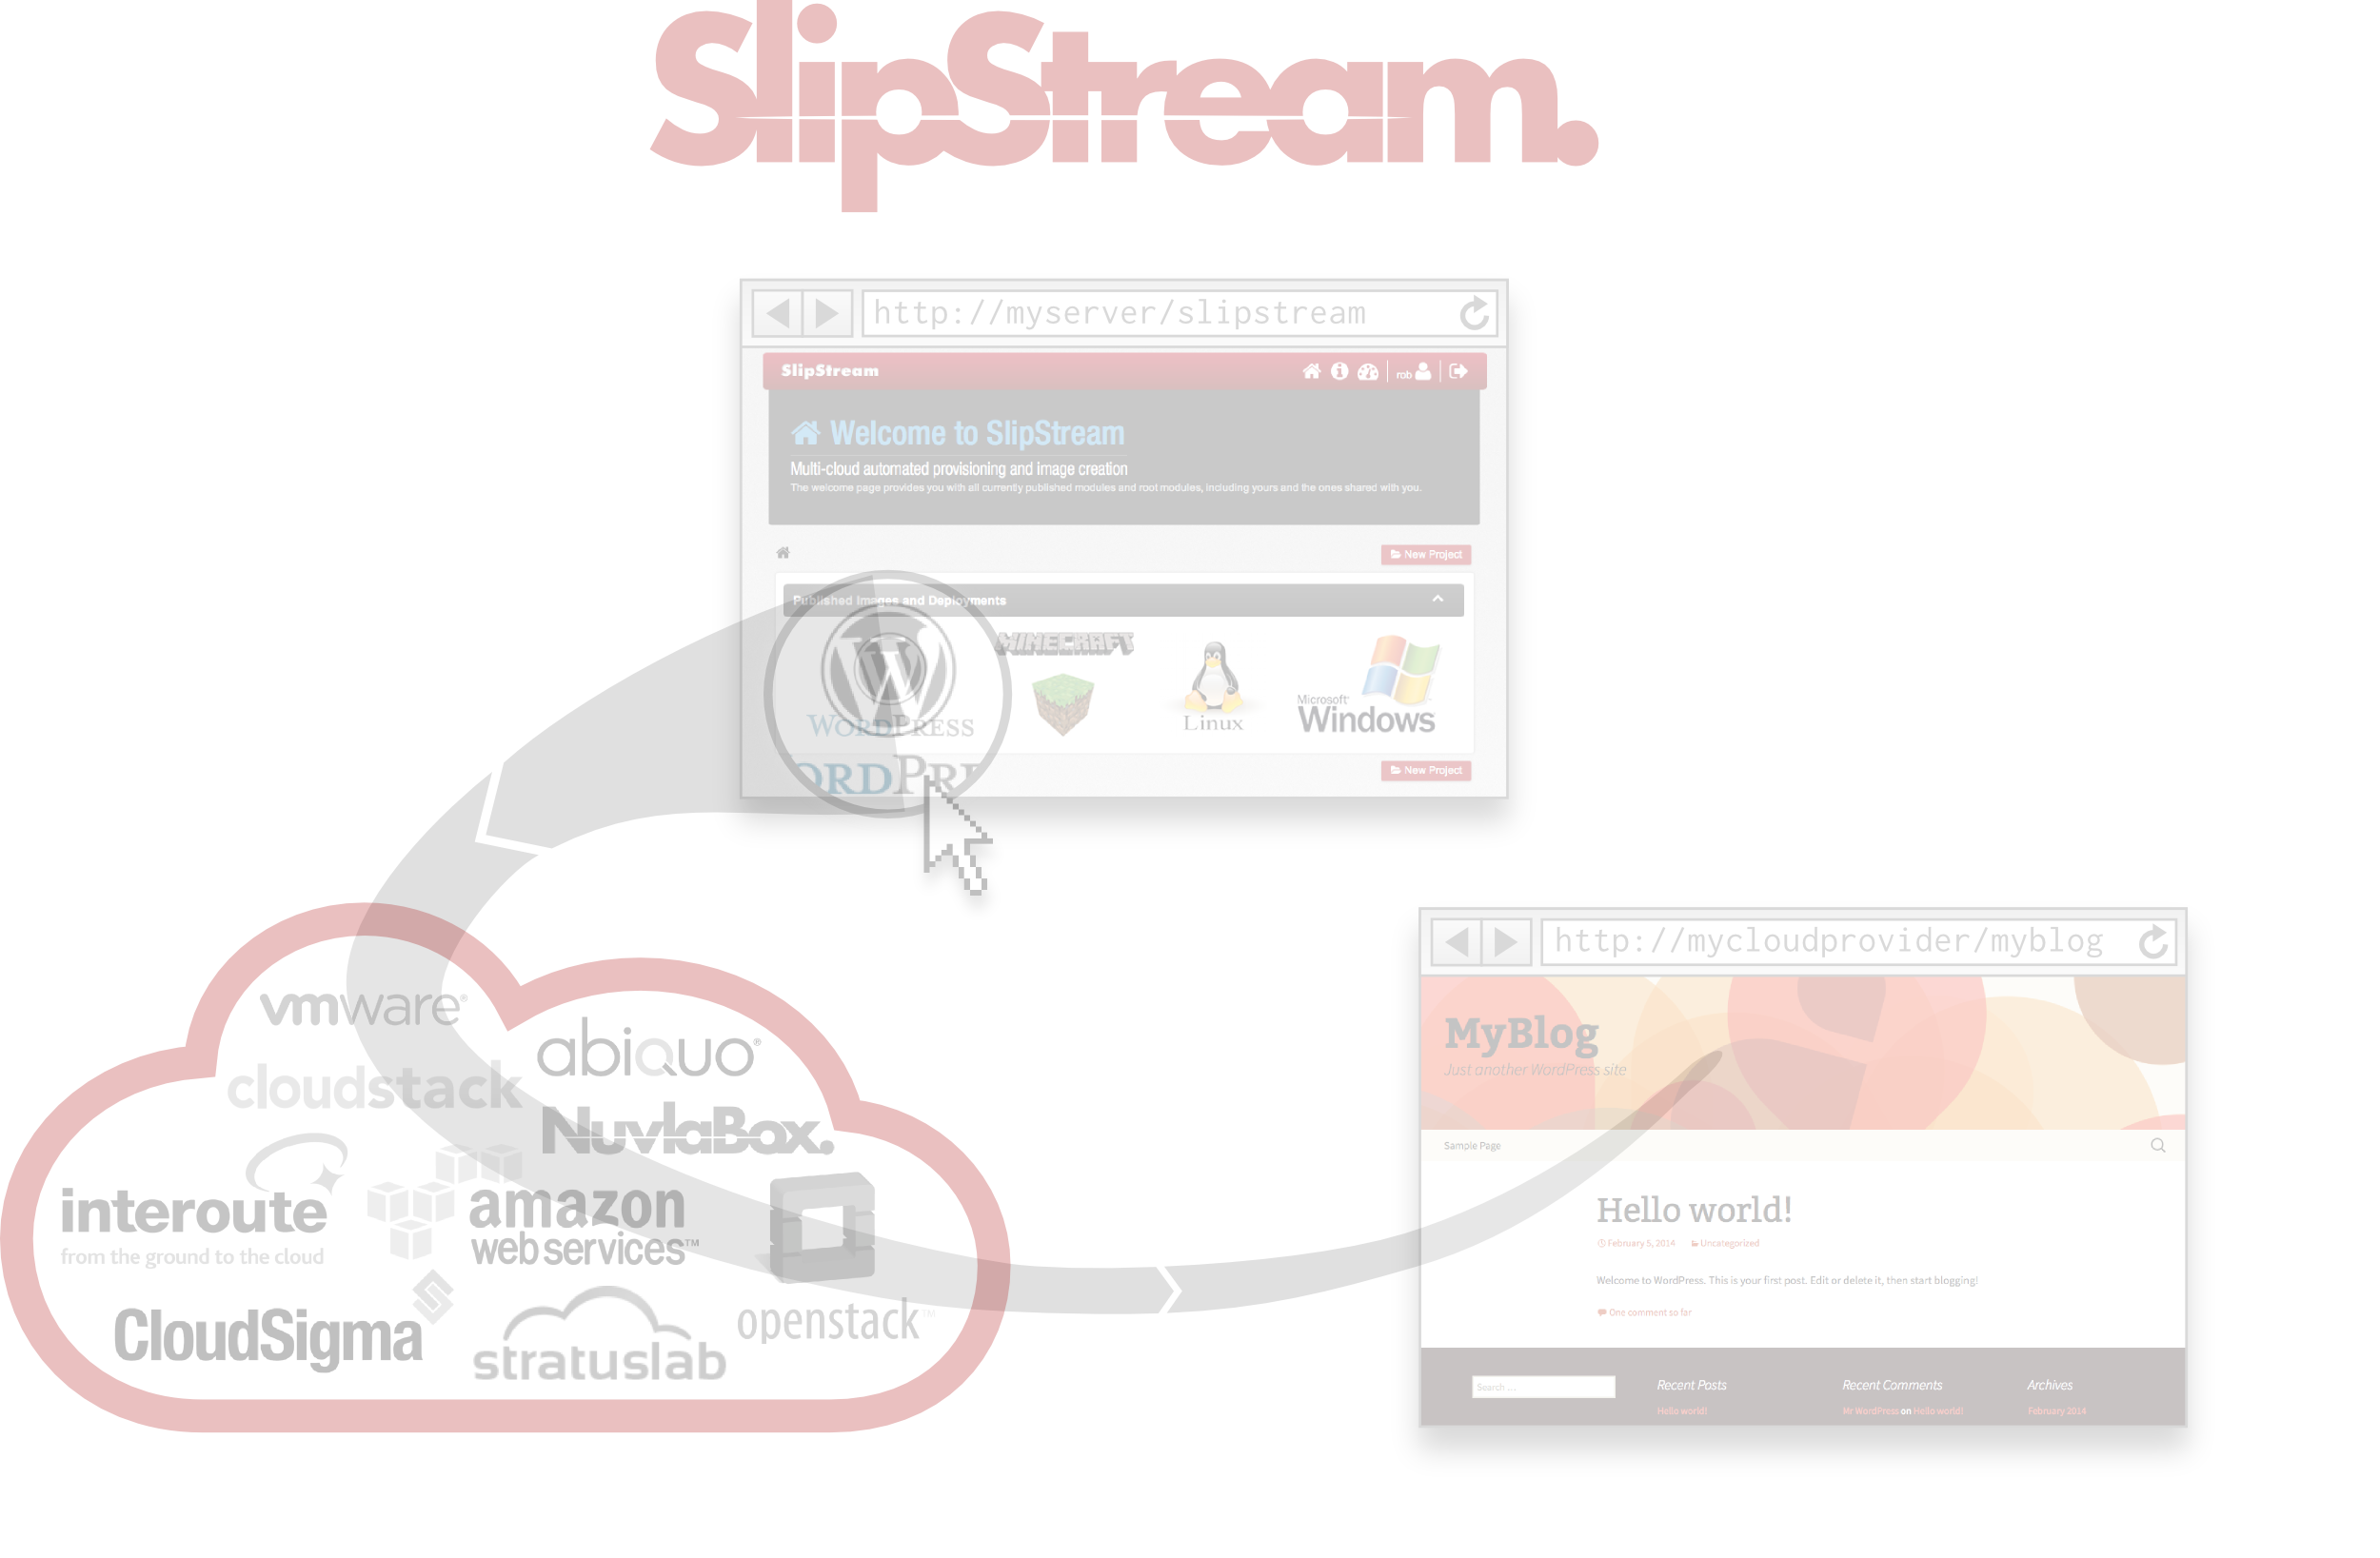 SlipStream.
http://myserver/slipstream
SlipStream
rob
Welcome to SlipStream
Multi-cloud automated provisioning and image creation
The welcome page provides you with all currently published modules and root modules, including yours and the ones shared with you.
New Project
Published Images and Deployments
MINECRAFT
WORDPRESS
Linux
Microsoft®
Windows
ORDPRE
New Project
vmware®
abiquo®
cloudstack
NuvlaBox.
interoute
from the ground to the cloud
amazon
web services™
CloudSigma
stratuslab
openstack™
http://mycloudprovider/myblog
MyBlog
Just another WordPress site
Sample Page
Hello world!
February 5, 2014 Uncategorized
Welcome to WordPress. This is your first post. Edit or delete it, then start blogging!
One comment so far
Search ...
Recent Posts
Recent Comments
Archives
Hello world!
Mr WordPress on Hello world!
February 2014